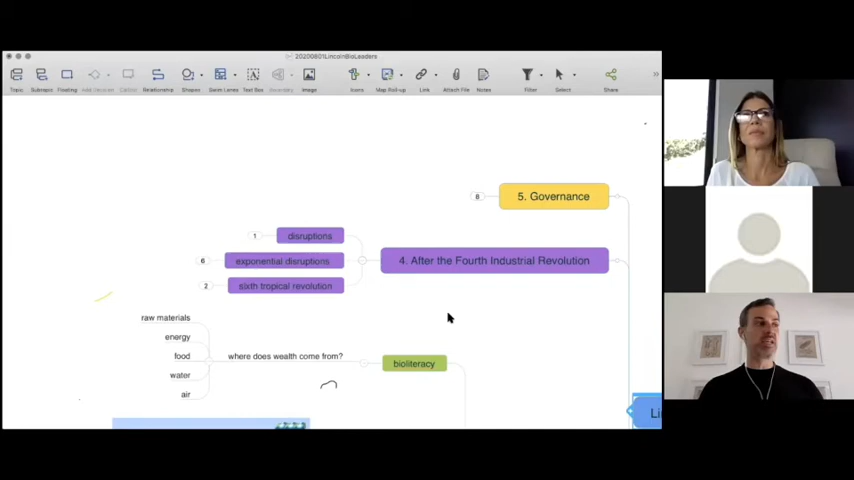 20200601LincolnBioLeaders
Topic Subtopic Floating Callout Relationship Shapes Swim Lanes Text Box Image Icons Map Roll-up Link Attach File Notes Filter Select Share
8 5. Governance
1 disruptions
6 exponential disruptions
4. After the Fourth Industrial Revolution
2 sixth tropical revolution
raw materials
energy
food
where does wealth come from?
bioliteracy
water
air